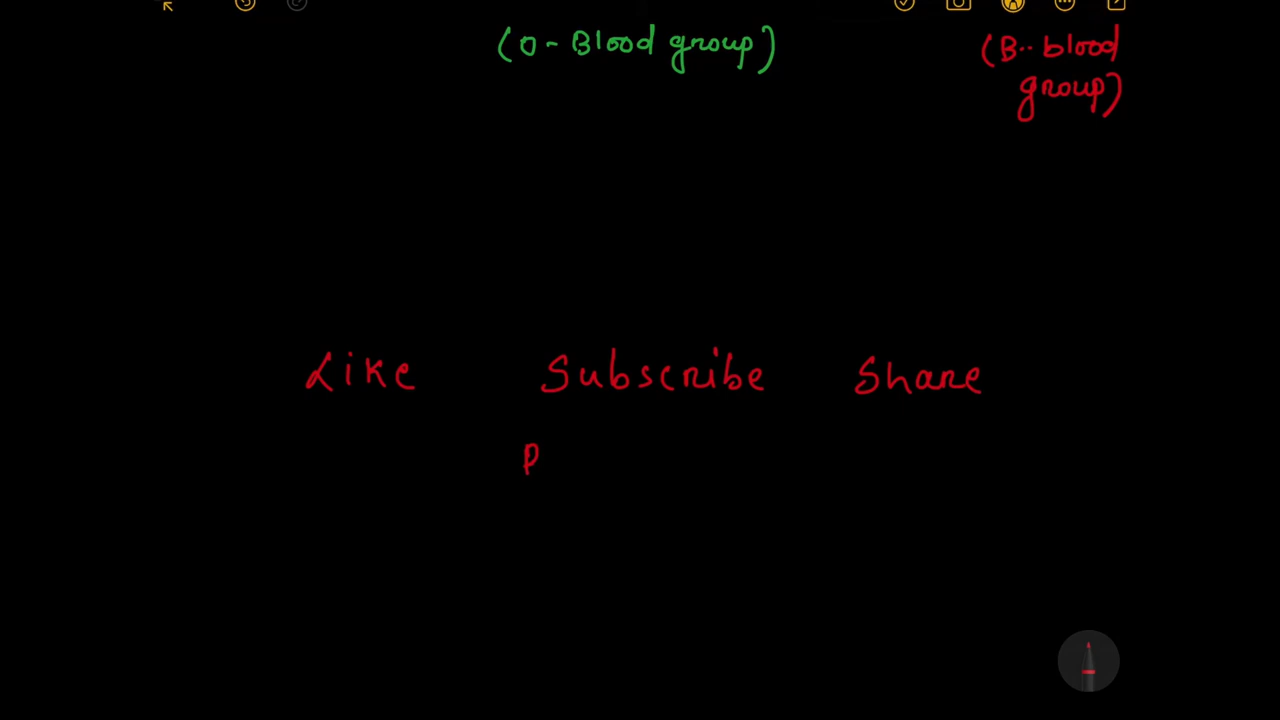 (O- Blood group)
(B-- blood
group)
Like Subscribe Share
P